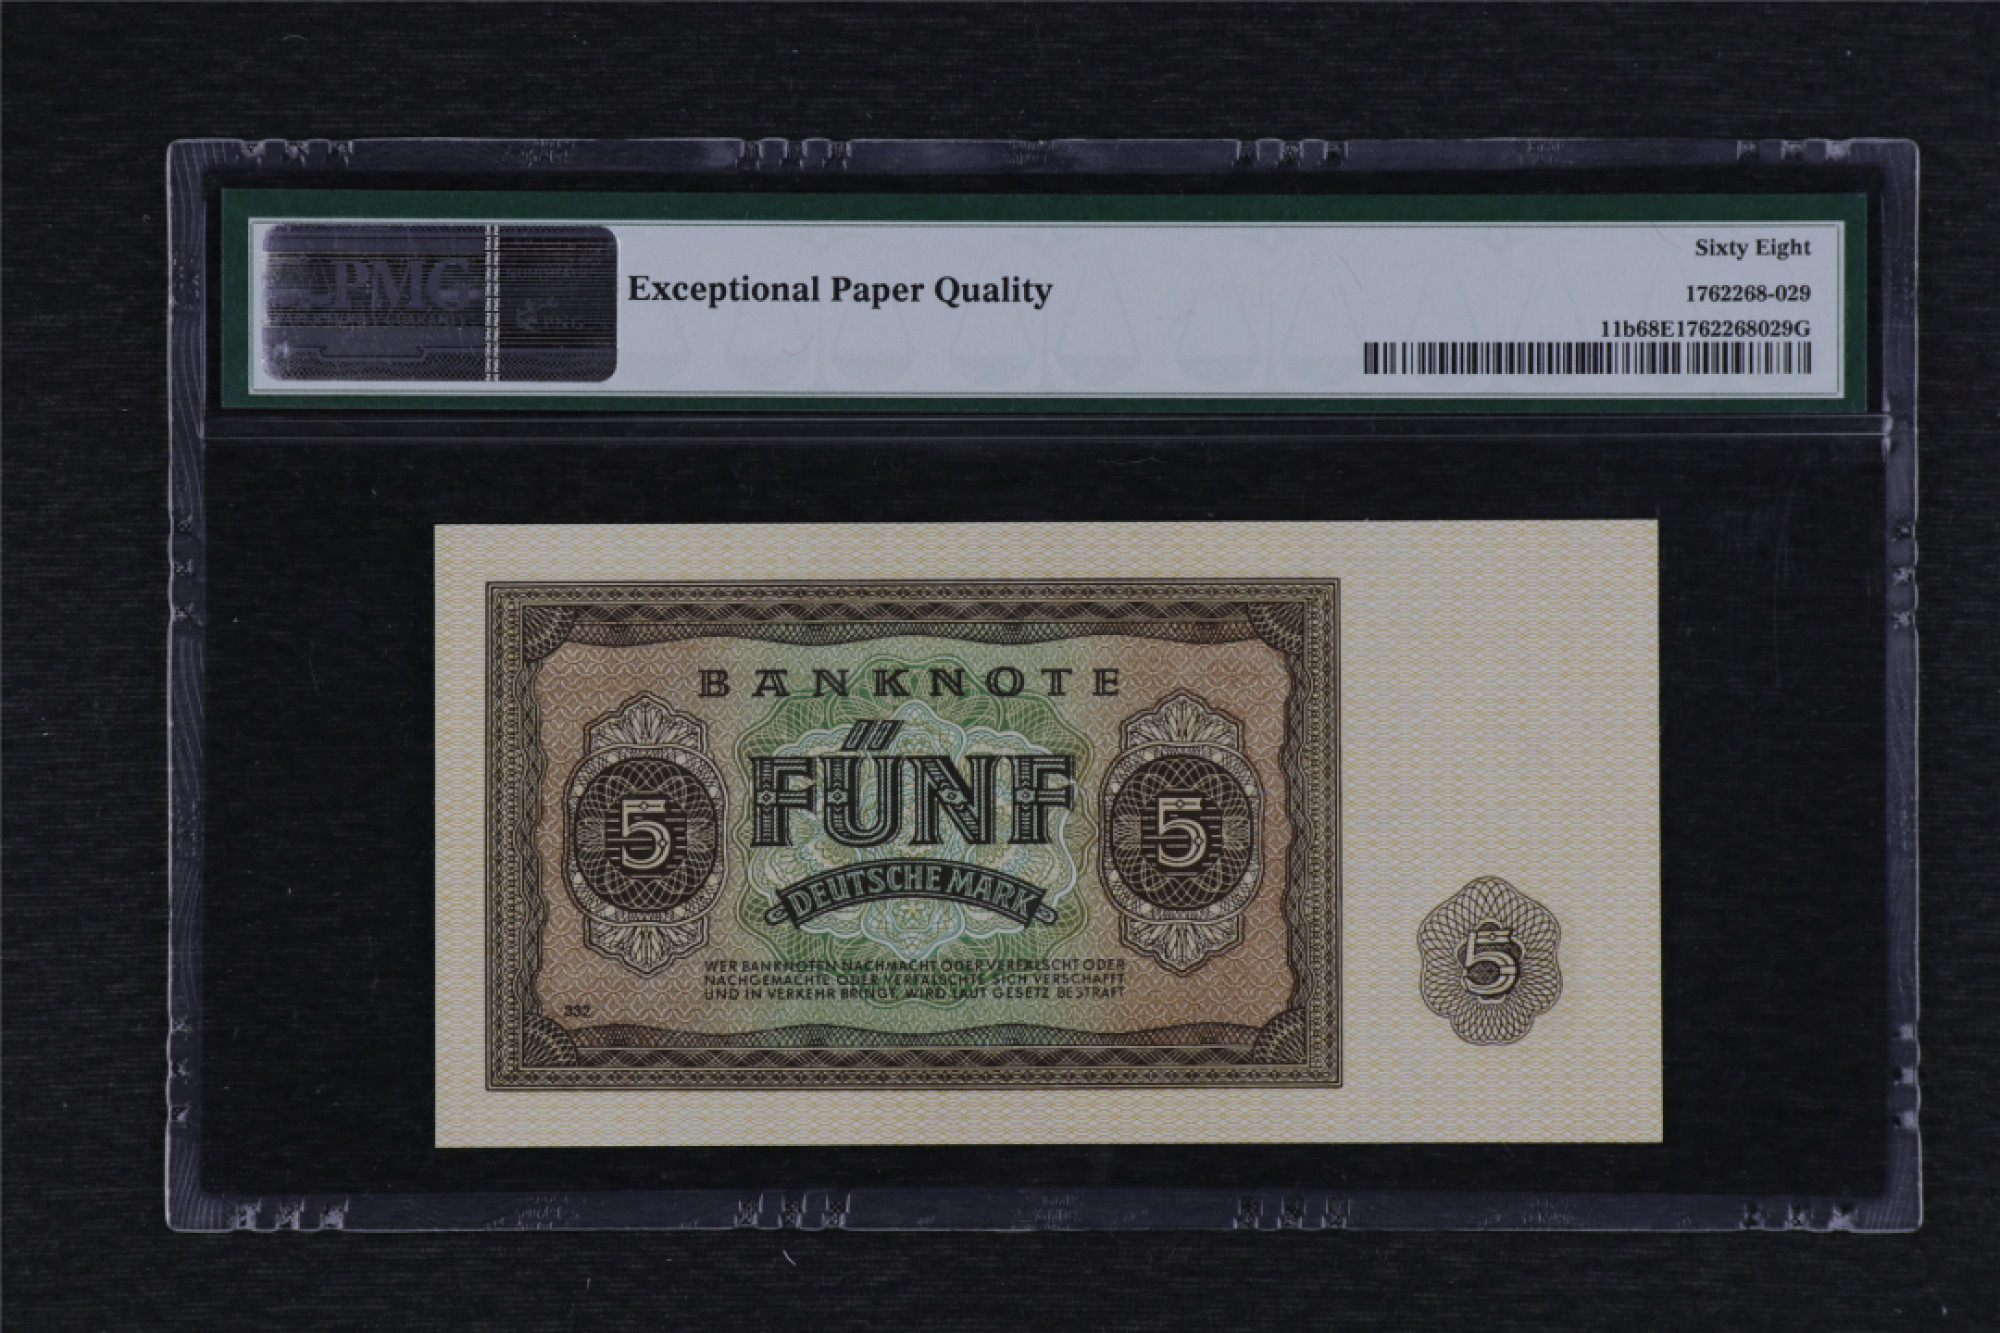 PMG
Exceptional Paper Quality
Sixty Eight
1762268-029
11b68E1762268029G
BANKNOTE
FÜNF
5
5
DEUTSCHE MARK
WER BANKNOTEN NACHMACHT ODER VERFÄLSCHT ODER
NACHGEMACHTE ODER VERFÄLSCHTE SICH VERSCHAFFT
UND IN VERKEHR BRINGT, WIRD LAUT GESETZ BESTRAFT
332
5